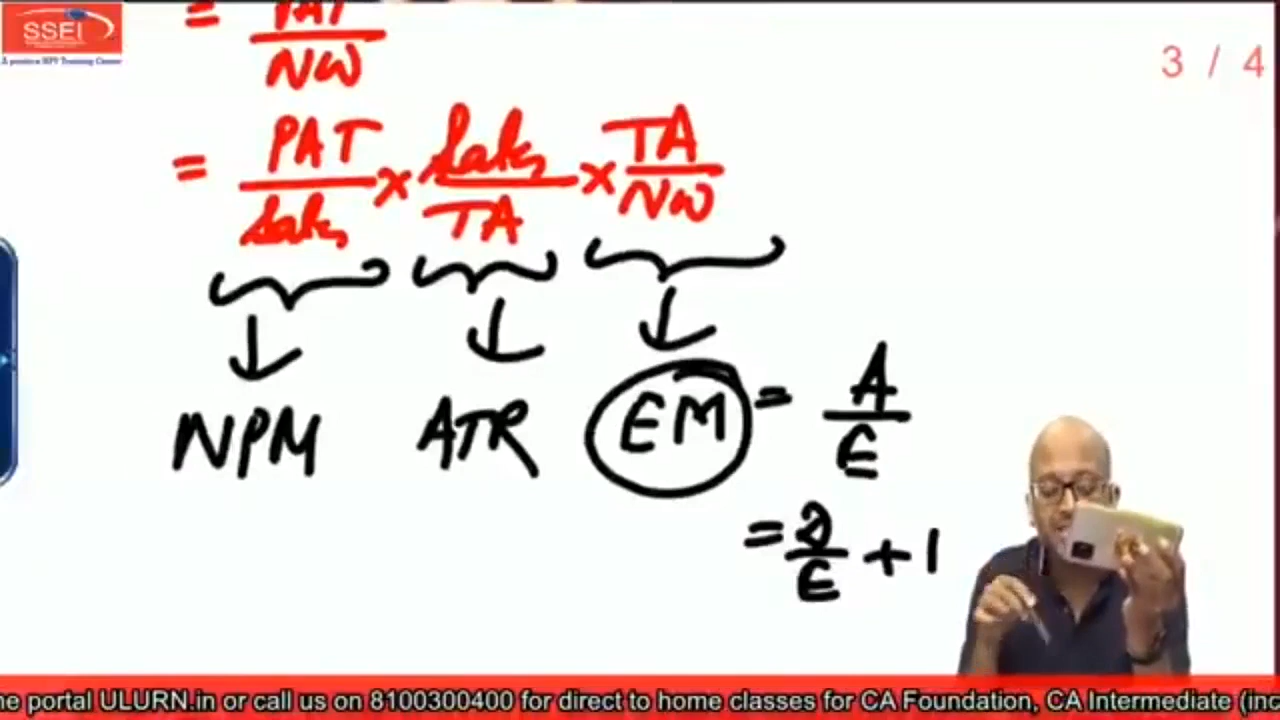 SSEI
3 / 4
= PAT / NW
= PAT / Sales × Sales / TA × TA / NW
NPM ATR EM = A / E
= D / E + 1
he portal ULURN.in or call us on 8100300400 for direct to home classes for CA Foundation, CA Intermediate (inc